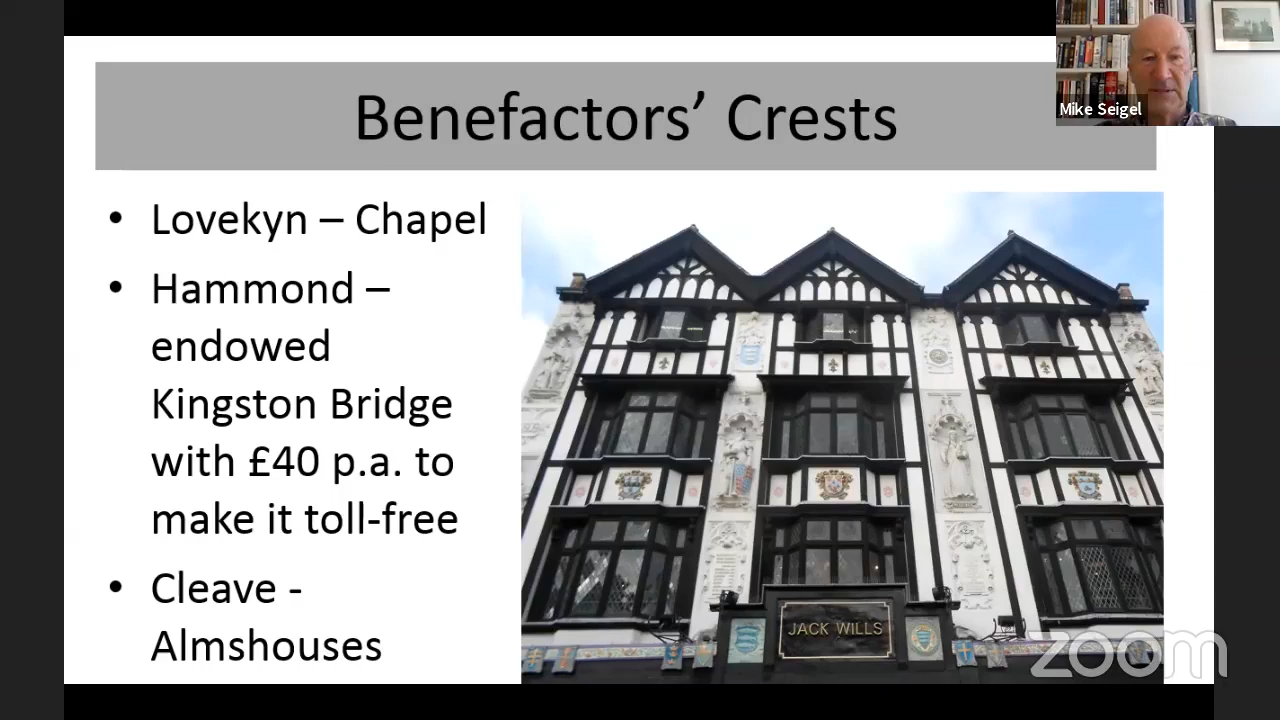 Benefactors’ Crests
Mike Seigel
• Lovekyn – Chapel
• Hammond –
endowed
Kingston Bridge
with £40 p.a. to
make it toll-free
• Cleave -
Almshouses
JACK WILLS
zoom